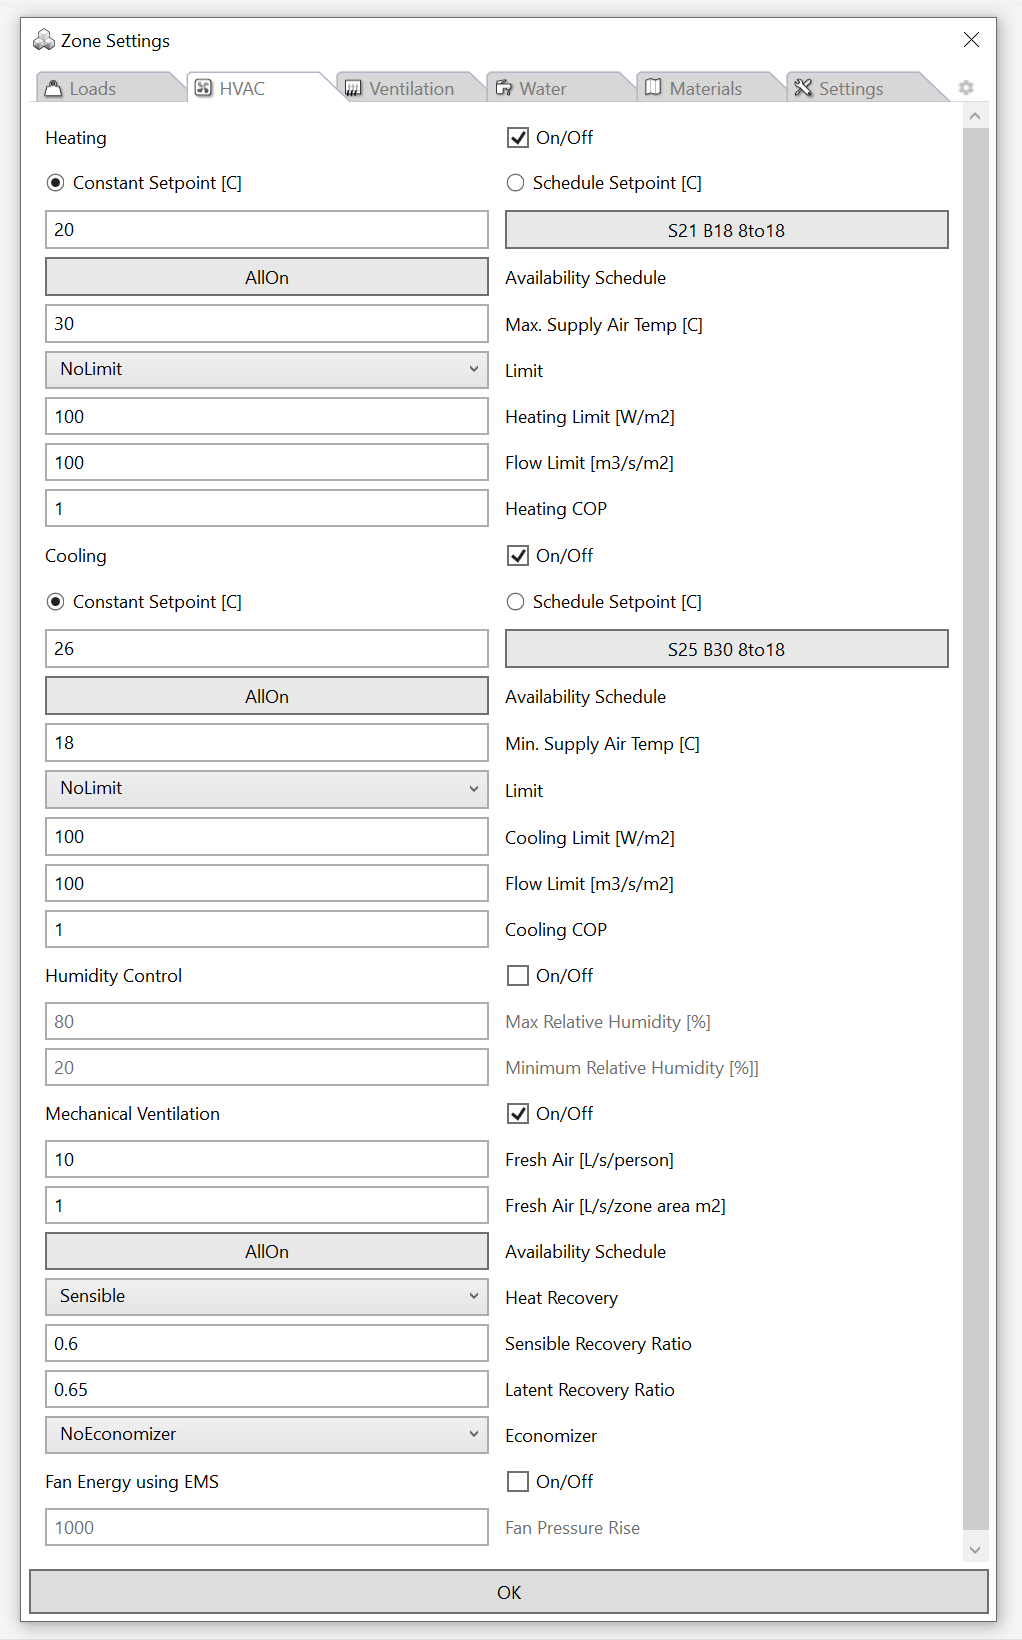 Zone Settings
Loads HVAC Ventilation Water Materials Settings
Heating On/Off
Constant Setpoint [C] Schedule Setpoint [C]
20 S21 B18 8to18
AllOn Availability Schedule
30 Max. Supply Air Temp [C]
NoLimit Limit
100 Heating Limit [W/m2]
100 Flow Limit [m3/s/m2]
1 Heating COP
Cooling On/Off
Constant Setpoint [C] Schedule Setpoint [C]
26 S25 B30 8to18
AllOn Availability Schedule
18 Min. Supply Air Temp [C]
NoLimit Limit
100 Cooling Limit [W/m2]
100 Flow Limit [m3/s/m2]
1 Cooling COP
Humidity Control On/Off
80 Max Relative Humidity [%]
20 Minimum Relative Humidity [%]]
Mechanical Ventilation On/Off
10 Fresh Air [L/s/person]
1 Fresh Air [L/s/zone area m2]
AllOn Availability Schedule
Sensible Heat Recovery
0.6 Sensible Recovery Ratio
0.65 Latent Recovery Ratio
NoEconomizer Economizer
Fan Energy using EMS On/Off
1000 Fan Pressure Rise
OK